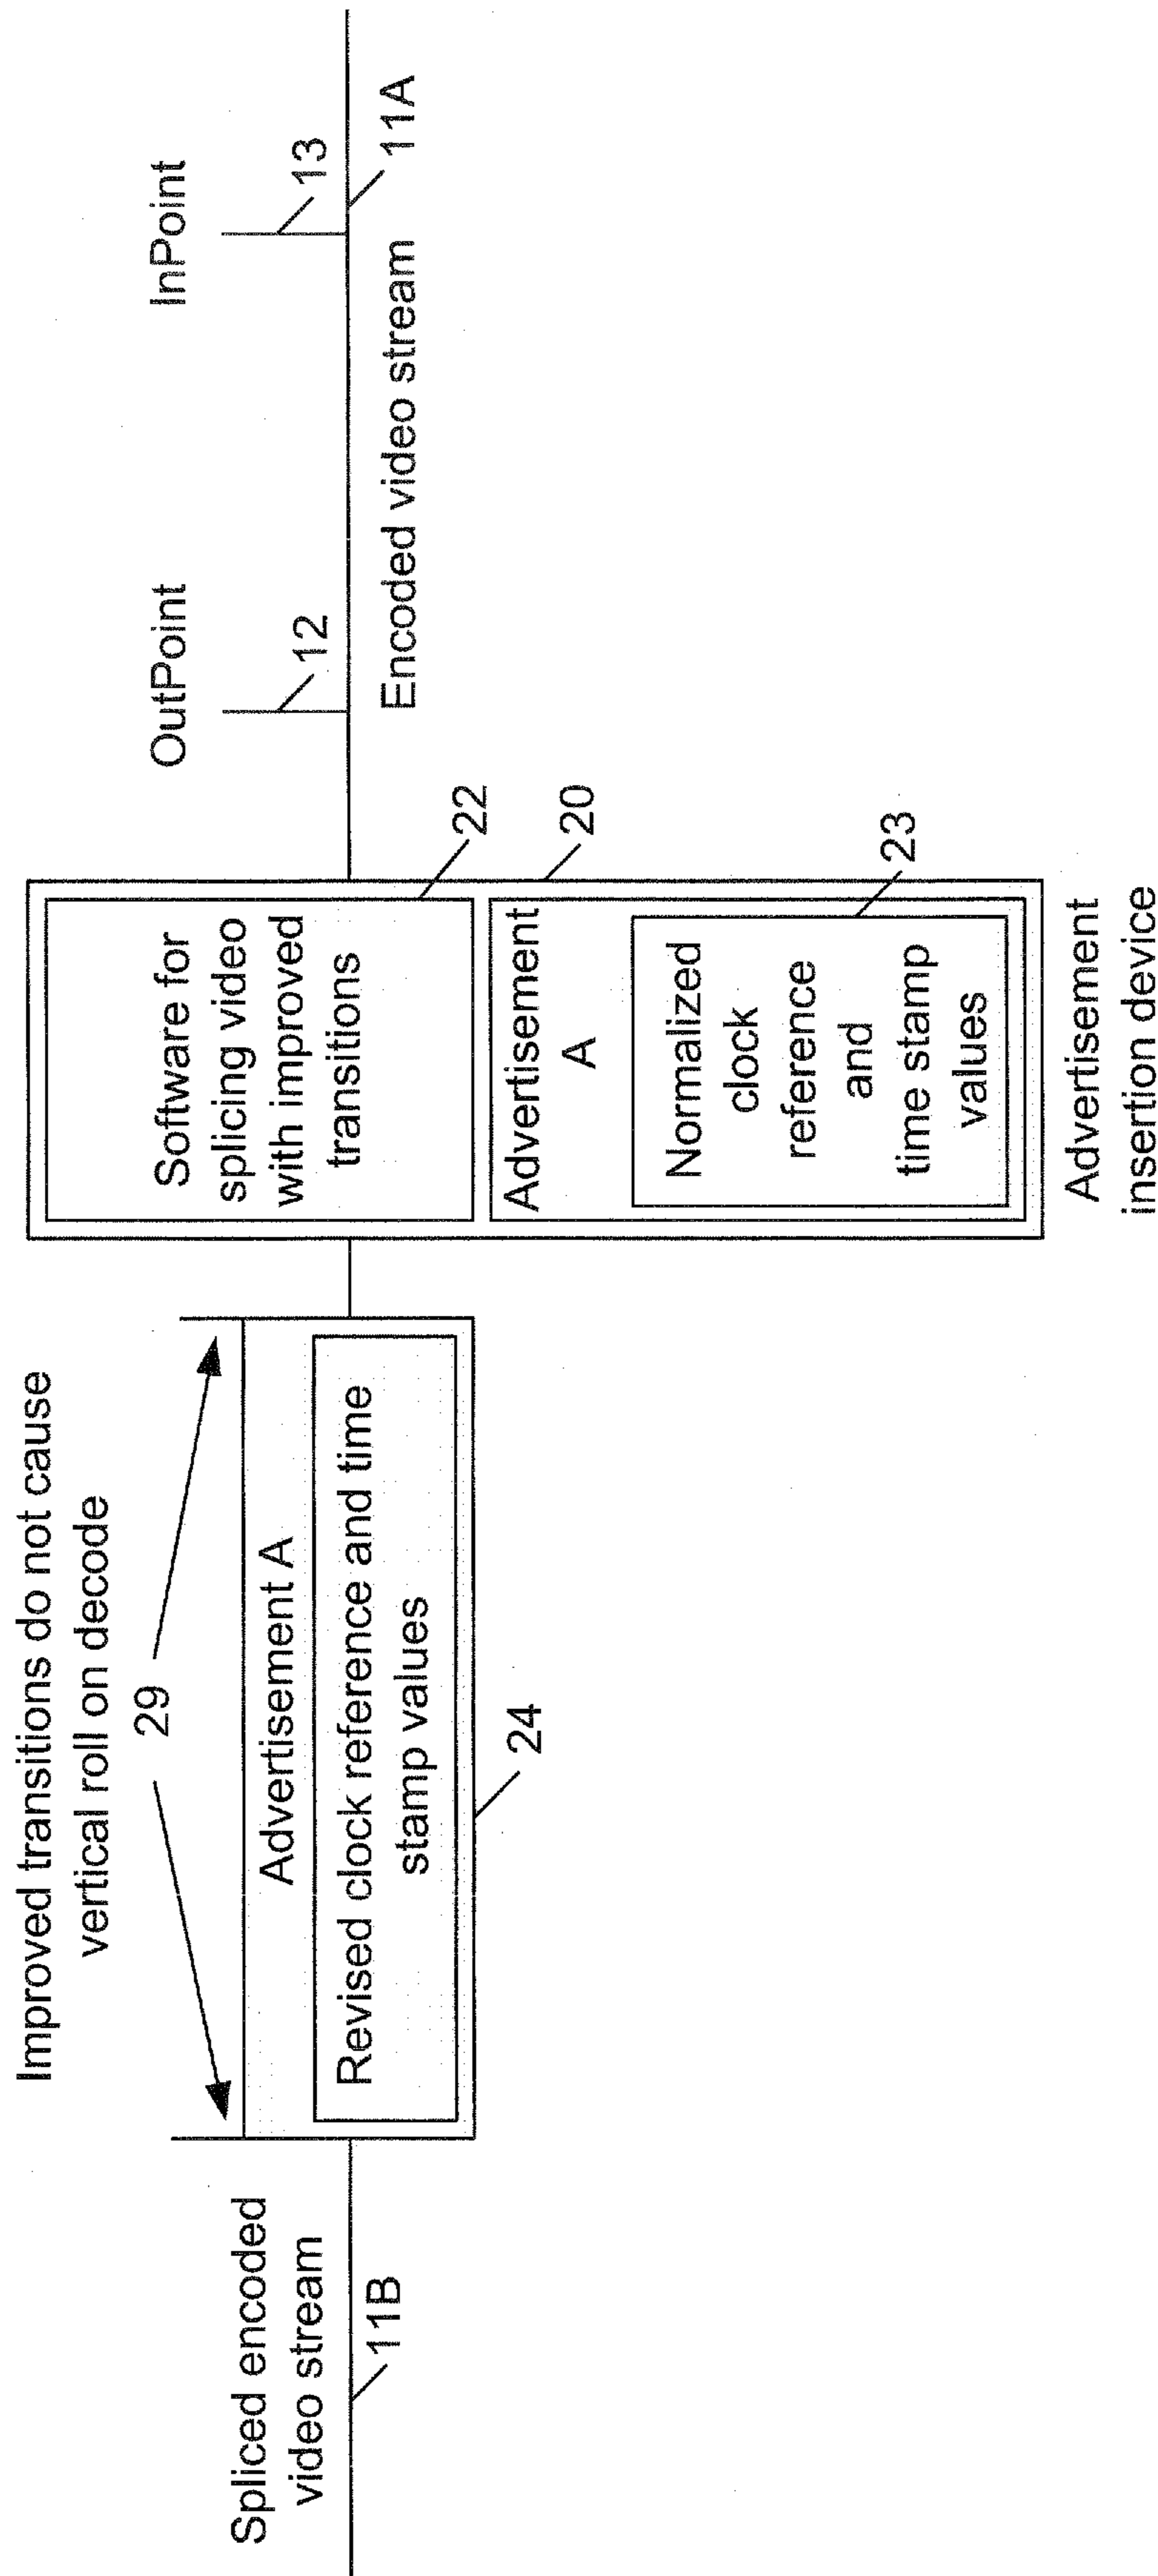 Improved transitions do not cause
vertical roll on decode
29
Spliced encoded
video stream
11B
Advertisement A
Revised clock reference and time
stamp values
24
Software for
splicing video
with improved
transitions
22
Advertisement
A
20
Normalized
clock
reference
and
time stamp
values
23
Advertisement
insertion device
OutPoint
12
InPoint
13
Encoded video stream
11A